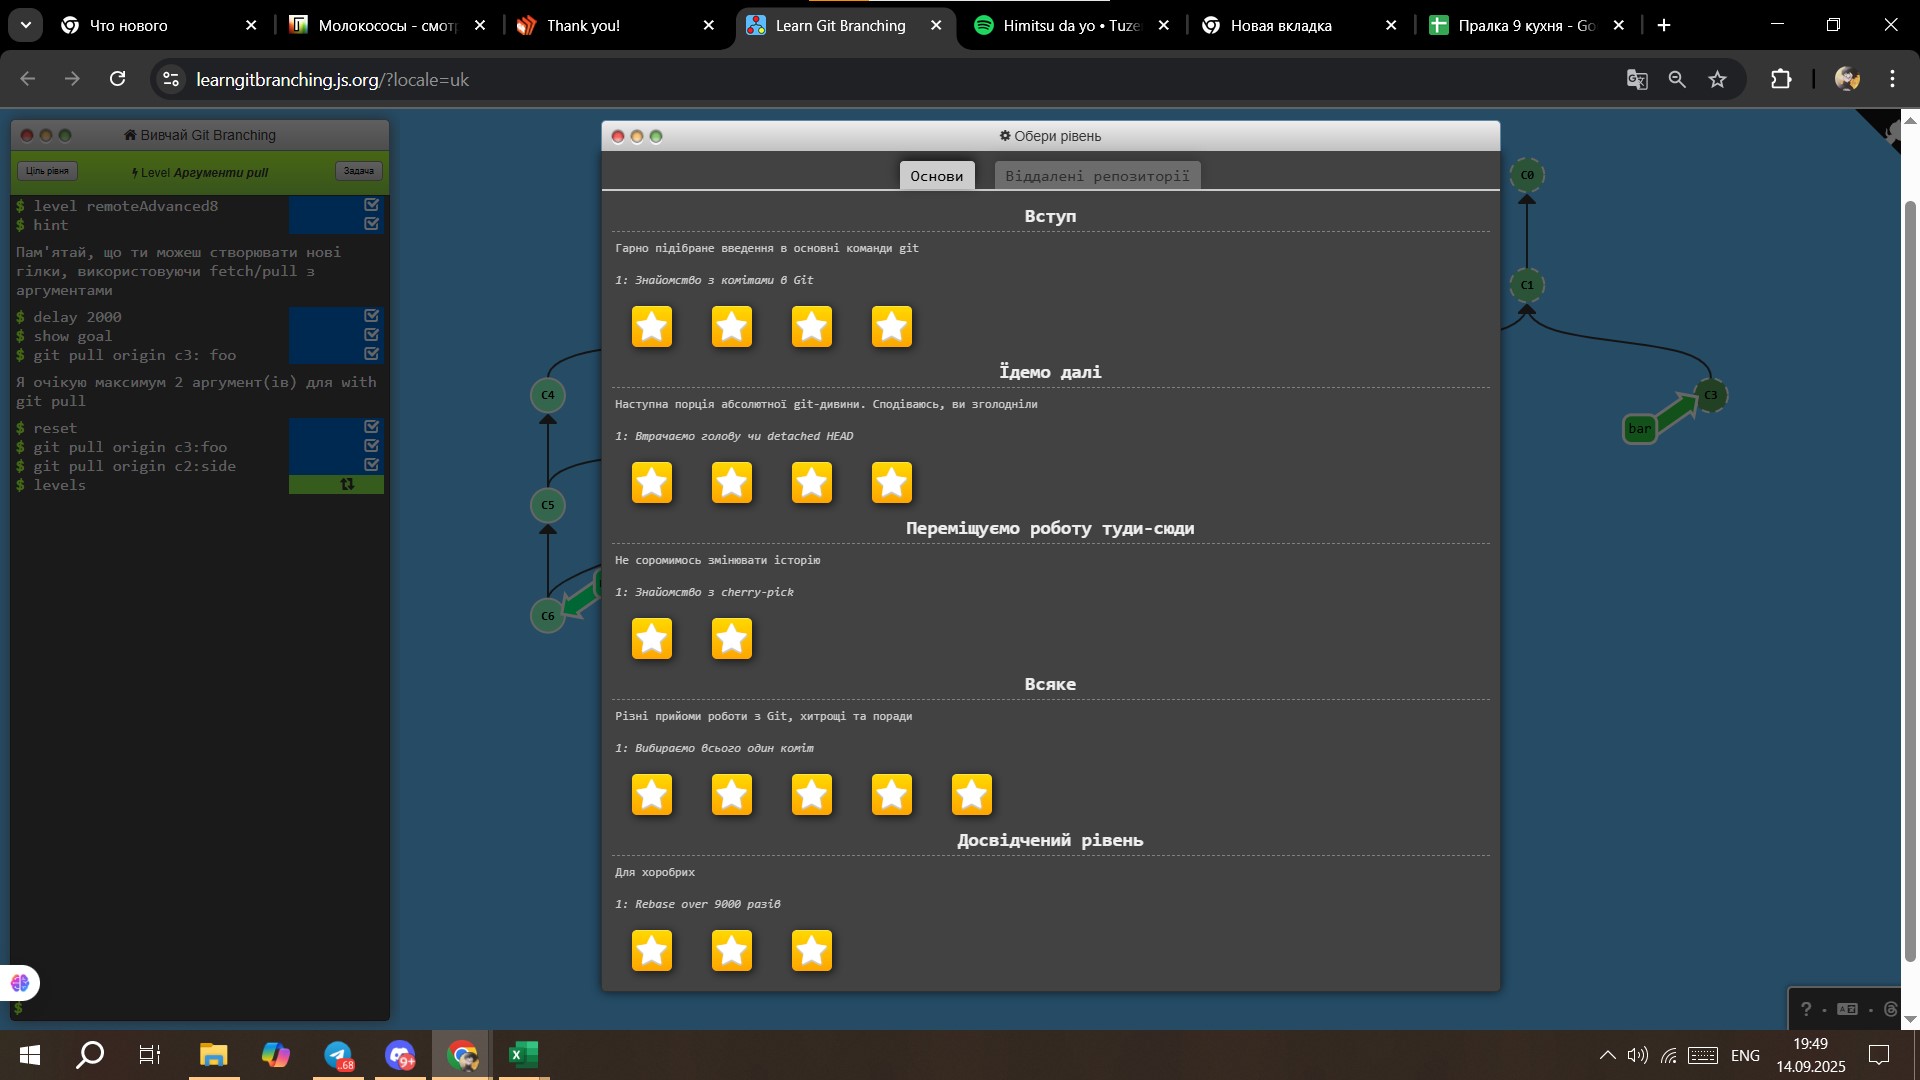 Что нового
Молокососы - смот
Thank you!
Learn Git Branching
Himitsu da yo • Tuze
Новая вкладка
Пралка 9 кухня - Go
learngitbranching.js.org/?locale=uk
Вивчай Git Branching
Ціль рівня
Level Аргументи pull
Задача
$ level remoteAdvanced8
$ hint
Пам'ятай, що ти можеш створювати нові
гілки, використовуючи fetch/pull з
аргументами
$ delay 2000
$ show goal
$ git pull origin c3: foo
Я очікую максимум 2 аргумент(ів) для with
git pull
$ reset
$ git pull origin c3:foo
$ git pull origin c2:side
$ levels
$
C4
C5
C6
Обери рівень
Основи
Віддалені репозиторії
Вступ
Гарно підібране введення в основні команди git
1: Знайомство з комітами в Git
Їдемо далі
Наступна порція абсолютної git-дивини. Сподіваюсь, ви зголодніли
1: Втрачаємо голову чи detached HEAD
Переміщуємо роботу туди-сюди
Не соромимось змінювати історію
1: Знайомство з cherry-pick
Всяке
Різні прийоми роботи з Git, хитрощі та поради
1: Вибираємо всього один коміт
Досвідчений рівень
Для хоробрих
1: Rebase over 9000 разів
C0
C1
C3
bar
?
..68
9+
ENG
19:49
14.09.2025